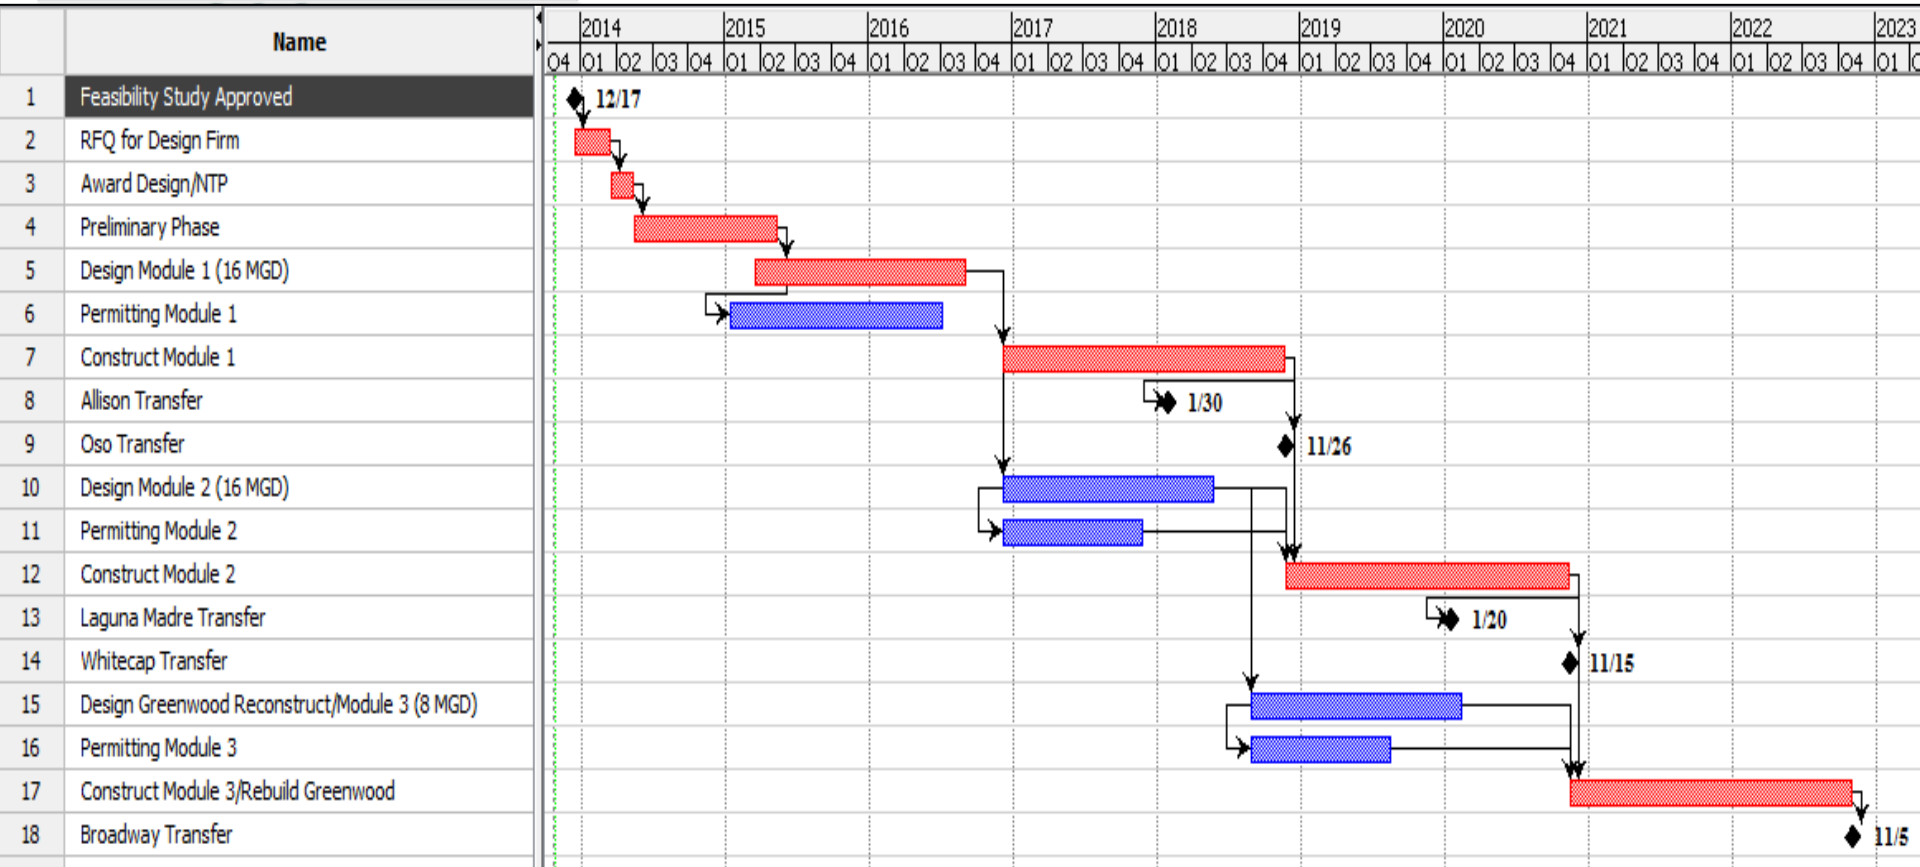 Name
2014 2015 2016 2017 2018 2019 2020 2021 2022 2023
Q4 Q1 Q2 Q3 Q4 Q1 Q2 Q3 Q4 Q1 Q2 Q3 Q4 Q1 Q2 Q3 Q4 Q1 Q2 Q3 Q4 Q1 Q2 Q3 Q4 Q1 Q2 Q3 Q4 Q1 Q2 Q3 Q4 Q1 Q2 Q3 Q4 Q1
1 Feasibility Study Approved 12/17
2 RFQ for Design Firm
3 Award Design/NTP
4 Preliminary Phase
5 Design Module 1 (16 MGD)
6 Permitting Module 1
7 Construct Module 1
8 Allison Transfer 1/30
9 Oso Transfer 11/26
10 Design Module 2 (16 MGD)
11 Permitting Module 2
12 Construct Module 2
13 Laguna Madre Transfer 1/20
14 Whitecap Transfer 11/15
15 Design Greenwood Reconstruct/Module 3 (8 MGD)
16 Permitting Module 3
17 Construct Module 3/Rebuild Greenwood
18 Broadway Transfer 11/5